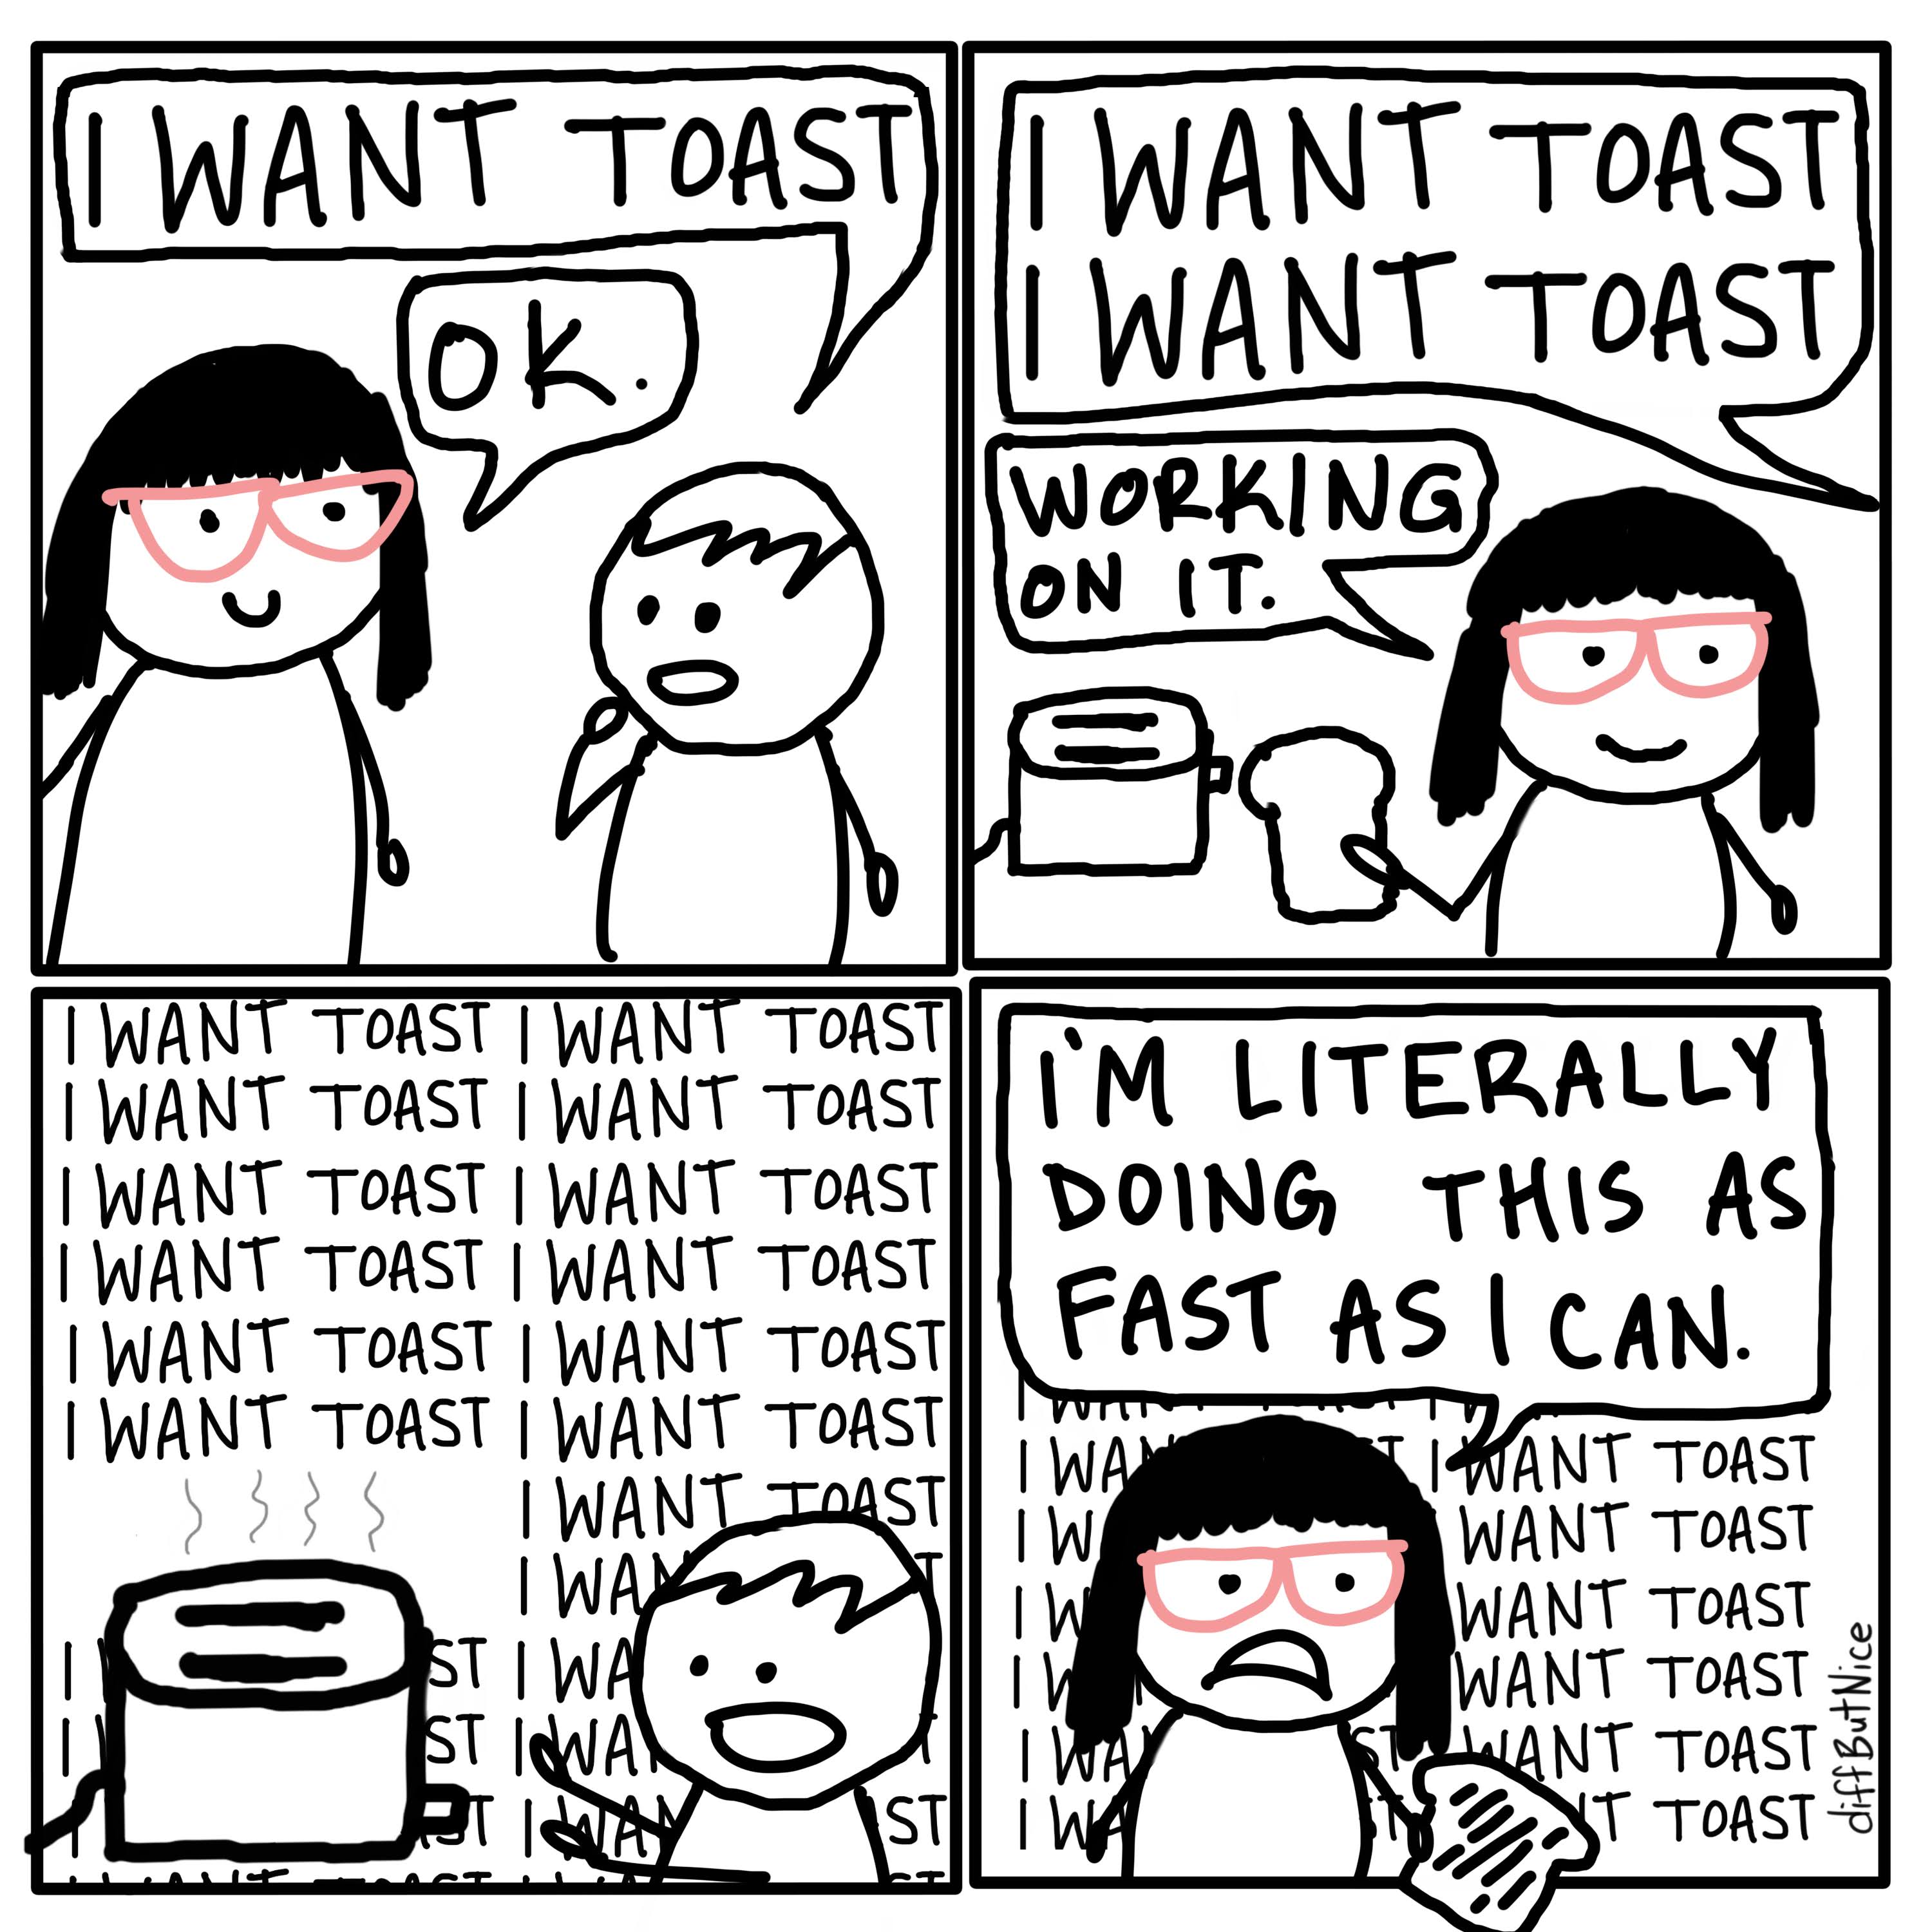 I WANT TOAST
OK.
I WANT TOAST
I WANT TOAST
WORKING
ON IT.
I WANT TOAST I WANT TOAST
I WANT TOAST I WANT TOAST
I WANT TOAST I WANT TOAST
I WANT TOAST I WANT TOAST
I WANT TOAST I WANT TOAST
I WANT TOAST I WANT TOAST
I WANT TOAST
I
I I
I I
I
I'M LITERALLY
DOING THIS AS
FAST AS I CAN.
I I WANT TOAST
I WANT TOAST
I WANT TOAST
I WANT TOAST
I WANT TOAST
I TOAST
diffButNice